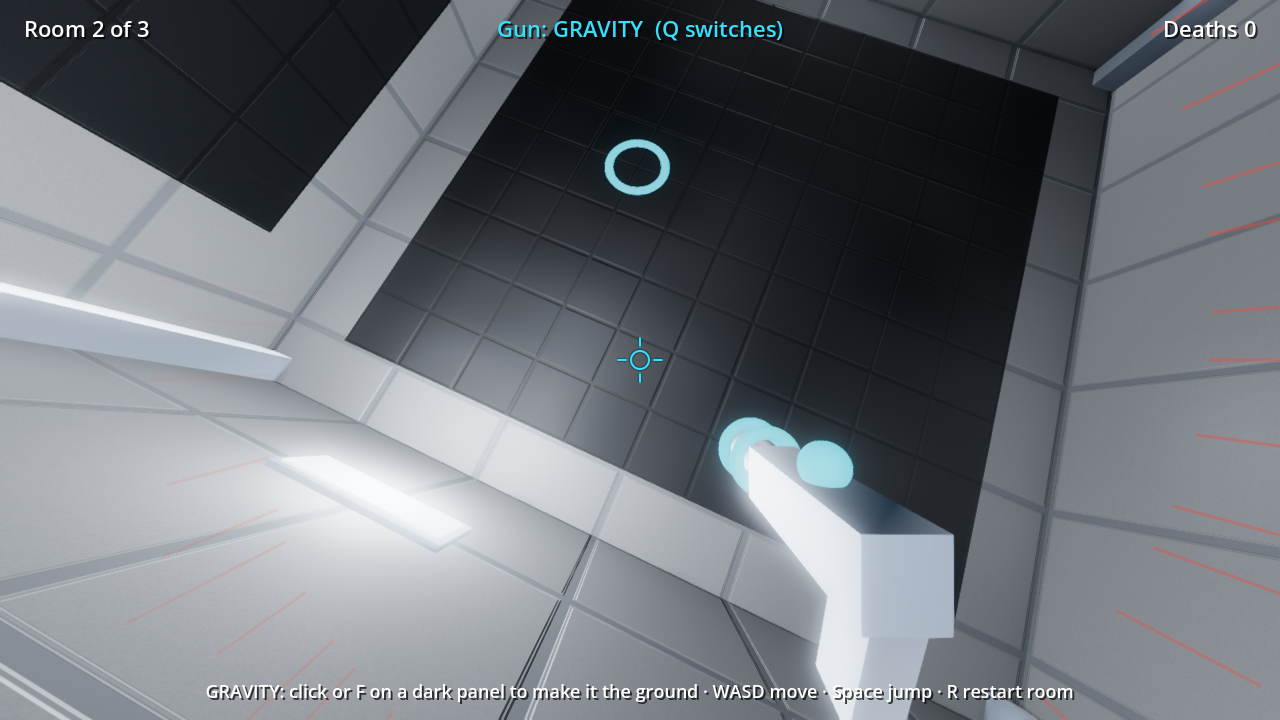 Room 2 of 3
Gun: GRAVITY (Q switches)
Deaths 0
GRAVITY: click or F on a dark panel to make it the ground · WASD move · Space jump · R restart room